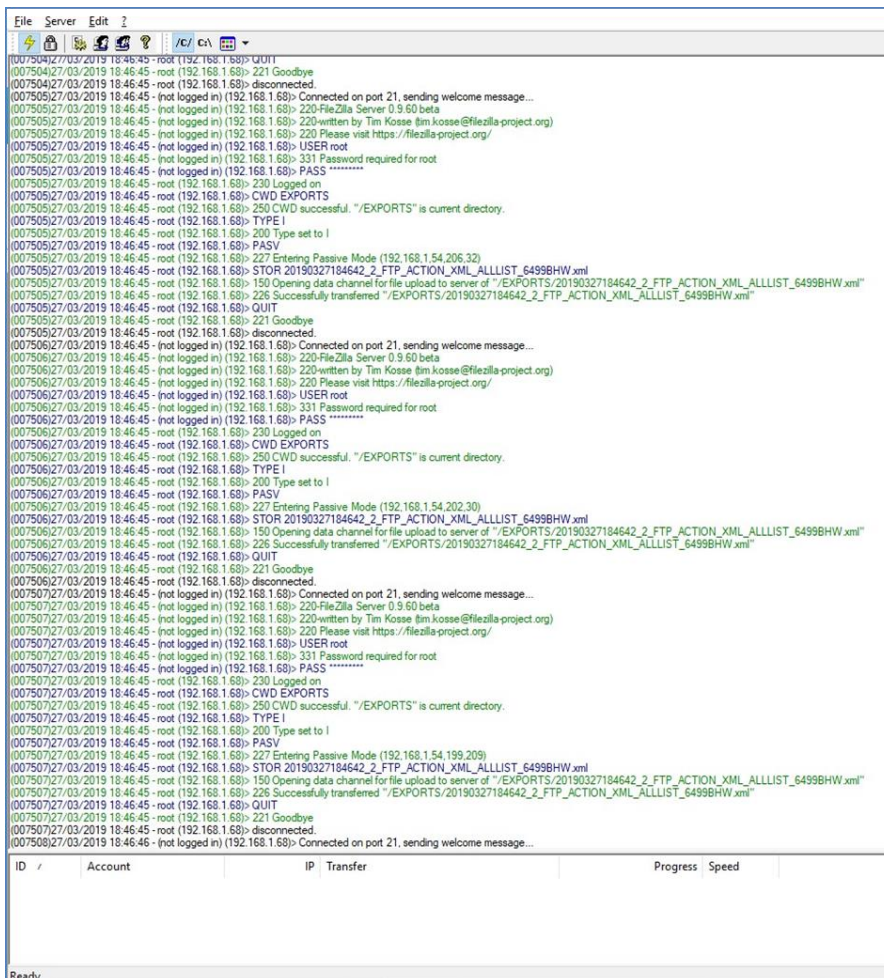 File Server Edit ?
/C/ C:\
(007504)27/03/2019 18:46:45 - root (192.168.1.68)> QUIT
(007504)27/03/2019 18:46:45 - root (192.168.1.68)> 221 Goodbye
(007504)27/03/2019 18:46:45 - root (192.168.1.68)> disconnected.
(007505)27/03/2019 18:46:45 - (not logged in) (192.168.1.68)> Connected on port 21, sending welcome message...
(007505)27/03/2019 18:46:45 - (not logged in) (192.168.1.68)> 220-FileZilla Server 0.9.60 beta
(007505)27/03/2019 18:46:45 - (not logged in) (192.168.1.68)> 220-written by Tim Kosse (tim.kosse@filezilla-project.org)
(007505)27/03/2019 18:46:45 - (not logged in) (192.168.1.68)> 220 Please visit https://filezilla-project.org/
(007505)27/03/2019 18:46:45 - (not logged in) (192.168.1.68)> USER root
(007505)27/03/2019 18:46:45 - (not logged in) (192.168.1.68)> 331 Password required for root
(007505)27/03/2019 18:46:45 - (not logged in) (192.168.1.68)> PASS *********
(007505)27/03/2019 18:46:45 - root (192.168.1.68)> 230 Logged on
(007505)27/03/2019 18:46:45 - root (192.168.1.68)> CWD EXPORTS
(007505)27/03/2019 18:46:45 - root (192.168.1.68)> 250 CWD successful. "/EXPORTS" is current directory.
(007505)27/03/2019 18:46:45 - root (192.168.1.68)> TYPE I
(007505)27/03/2019 18:46:45 - root (192.168.1.68)> 200 Type set to I
(007505)27/03/2019 18:46:45 - root (192.168.1.68)> PASV
(007505)27/03/2019 18:46:45 - root (192.168.1.68)> 227 Entering Passive Mode (192,168,1,54,206,32)
(007505)27/03/2019 18:46:45 - root (192.168.1.68)> STOR 20190327184642_2_FTP_ACTION_XML_ALLLIST_6499BHW.xml
(007505)27/03/2019 18:46:45 - root (192.168.1.68)> 150 Opening data channel for file upload to server of "/EXPORTS/20190327184642_2_FTP_ACTION_XML_ALLLIST_6499BHW.xml"
(007505)27/03/2019 18:46:45 - root (192.168.1.68)> 226 Successfully transferred "/EXPORTS/20190327184642_2_FTP_ACTION_XML_ALLLIST_6499BHW.xml"
(007505)27/03/2019 18:46:45 - root (192.168.1.68)> QUIT
(007505)27/03/2019 18:46:45 - root (192.168.1.68)> 221 Goodbye
(007505)27/03/2019 18:46:45 - root (192.168.1.68)> disconnected.
(007506)27/03/2019 18:46:45 - (not logged in) (192.168.1.68)> Connected on port 21, sending welcome message...
(007506)27/03/2019 18:46:45 - (not logged in) (192.168.1.68)> 220-FileZilla Server 0.9.60 beta
(007506)27/03/2019 18:46:45 - (not logged in) (192.168.1.68)> 220-written by Tim Kosse (tim.kosse@filezilla-project.org)
(007506)27/03/2019 18:46:45 - (not logged in) (192.168.1.68)> 220 Please visit https://filezilla-project.org/
(007506)27/03/2019 18:46:45 - (not logged in) (192.168.1.68)> USER root
(007506)27/03/2019 18:46:45 - (not logged in) (192.168.1.68)> 331 Password required for root
(007506)27/03/2019 18:46:45 - (not logged in) (192.168.1.68)> PASS *********
(007506)27/03/2019 18:46:45 - root (192.168.1.68)> 230 Logged on
(007506)27/03/2019 18:46:45 - root (192.168.1.68)> CWD EXPORTS
(007506)27/03/2019 18:46:45 - root (192.168.1.68)> 250 CWD successful. "/EXPORTS" is current directory.
(007506)27/03/2019 18:46:45 - root (192.168.1.68)> TYPE I
(007506)27/03/2019 18:46:45 - root (192.168.1.68)> 200 Type set to I
(007506)27/03/2019 18:46:45 - root (192.168.1.68)> PASV
(007506)27/03/2019 18:46:45 - root (192.168.1.68)> 227 Entering Passive Mode (192,168,1,54,202,30)
(007506)27/03/2019 18:46:45 - root (192.168.1.68)> STOR 20190327184642_2_FTP_ACTION_XML_ALLLIST_6499BHW.xml
(007506)27/03/2019 18:46:45 - root (192.168.1.68)> 150 Opening data channel for file upload to server of "/EXPORTS/20190327184642_2_FTP_ACTION_XML_ALLLIST_6499BHW.xml"
(007506)27/03/2019 18:46:45 - root (192.168.1.68)> 226 Successfully transferred "/EXPORTS/20190327184642_2_FTP_ACTION_XML_ALLLIST_6499BHW.xml"
(007506)27/03/2019 18:46:45 - root (192.168.1.68)> QUIT
(007506)27/03/2019 18:46:45 - root (192.168.1.68)> 221 Goodbye
(007506)27/03/2019 18:46:45 - root (192.168.1.68)> disconnected.
(007507)27/03/2019 18:46:45 - (not logged in) (192.168.1.68)> Connected on port 21, sending welcome message...
(007507)27/03/2019 18:46:45 - (not logged in) (192.168.1.68)> 220-FileZilla Server 0.9.60 beta
(007507)27/03/2019 18:46:45 - (not logged in) (192.168.1.68)> 220-written by Tim Kosse (tim.kosse@filezilla-project.org)
(007507)27/03/2019 18:46:45 - (not logged in) (192.168.1.68)> 220 Please visit https://filezilla-project.org/
(007507)27/03/2019 18:46:45 - (not logged in) (192.168.1.68)> USER root
(007507)27/03/2019 18:46:45 - (not logged in) (192.168.1.68)> 331 Password required for root
(007507)27/03/2019 18:46:45 - (not logged in) (192.168.1.68)> PASS *********
(007507)27/03/2019 18:46:45 - root (192.168.1.68)> 230 Logged on
(007507)27/03/2019 18:46:45 - root (192.168.1.68)> CWD EXPORTS
(007507)27/03/2019 18:46:45 - root (192.168.1.68)> 250 CWD successful. "/EXPORTS" is current directory.
(007507)27/03/2019 18:46:45 - root (192.168.1.68)> TYPE I
(007507)27/03/2019 18:46:45 - root (192.168.1.68)> 200 Type set to I
(007507)27/03/2019 18:46:45 - root (192.168.1.68)> PASV
(007507)27/03/2019 18:46:45 - root (192.168.1.68)> 227 Entering Passive Mode (192,168,1,54,199,209)
(007507)27/03/2019 18:46:45 - root (192.168.1.68)> STOR 20190327184642_2_FTP_ACTION_XML_ALLLIST_6499BHW.xml
(007507)27/03/2019 18:46:45 - root (192.168.1.68)> 150 Opening data channel for file upload to server of "/EXPORTS/20190327184642_2_FTP_ACTION_XML_ALLLIST_6499BHW.xml"
(007507)27/03/2019 18:46:45 - root (192.168.1.68)> 226 Successfully transferred "/EXPORTS/20190327184642_2_FTP_ACTION_XML_ALLLIST_6499BHW.xml"
(007507)27/03/2019 18:46:45 - root (192.168.1.68)> QUIT
(007507)27/03/2019 18:46:45 - root (192.168.1.68)> 221 Goodbye
(007507)27/03/2019 18:46:45 - root (192.168.1.68)> disconnected.
(007508)27/03/2019 18:46:46 - (not logged in) (192.168.1.68)> Connected on port 21, sending welcome message...
ID / Account IP Transfer Progress Speed
Ready